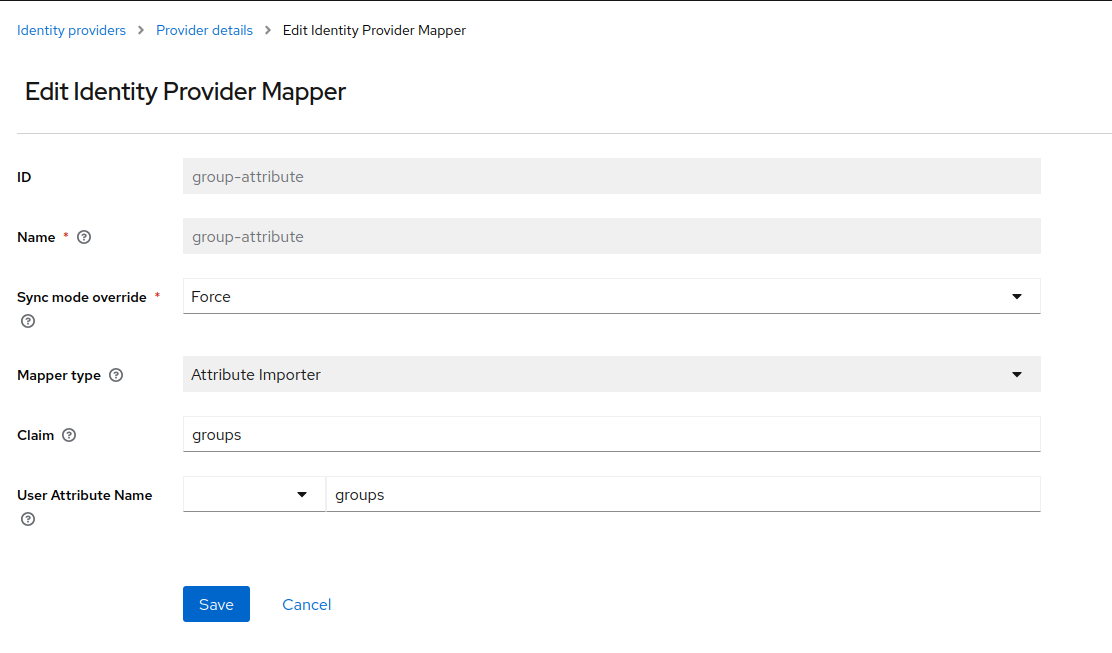 Identity providers > Provider details > Edit Identity Provider Mapper
Edit Identity Provider Mapper
ID group-attribute
Name * group-attribute
Sync mode override * Force
Mapper type Attribute Importer
Claim groups
User Attribute Name groups
Save Cancel